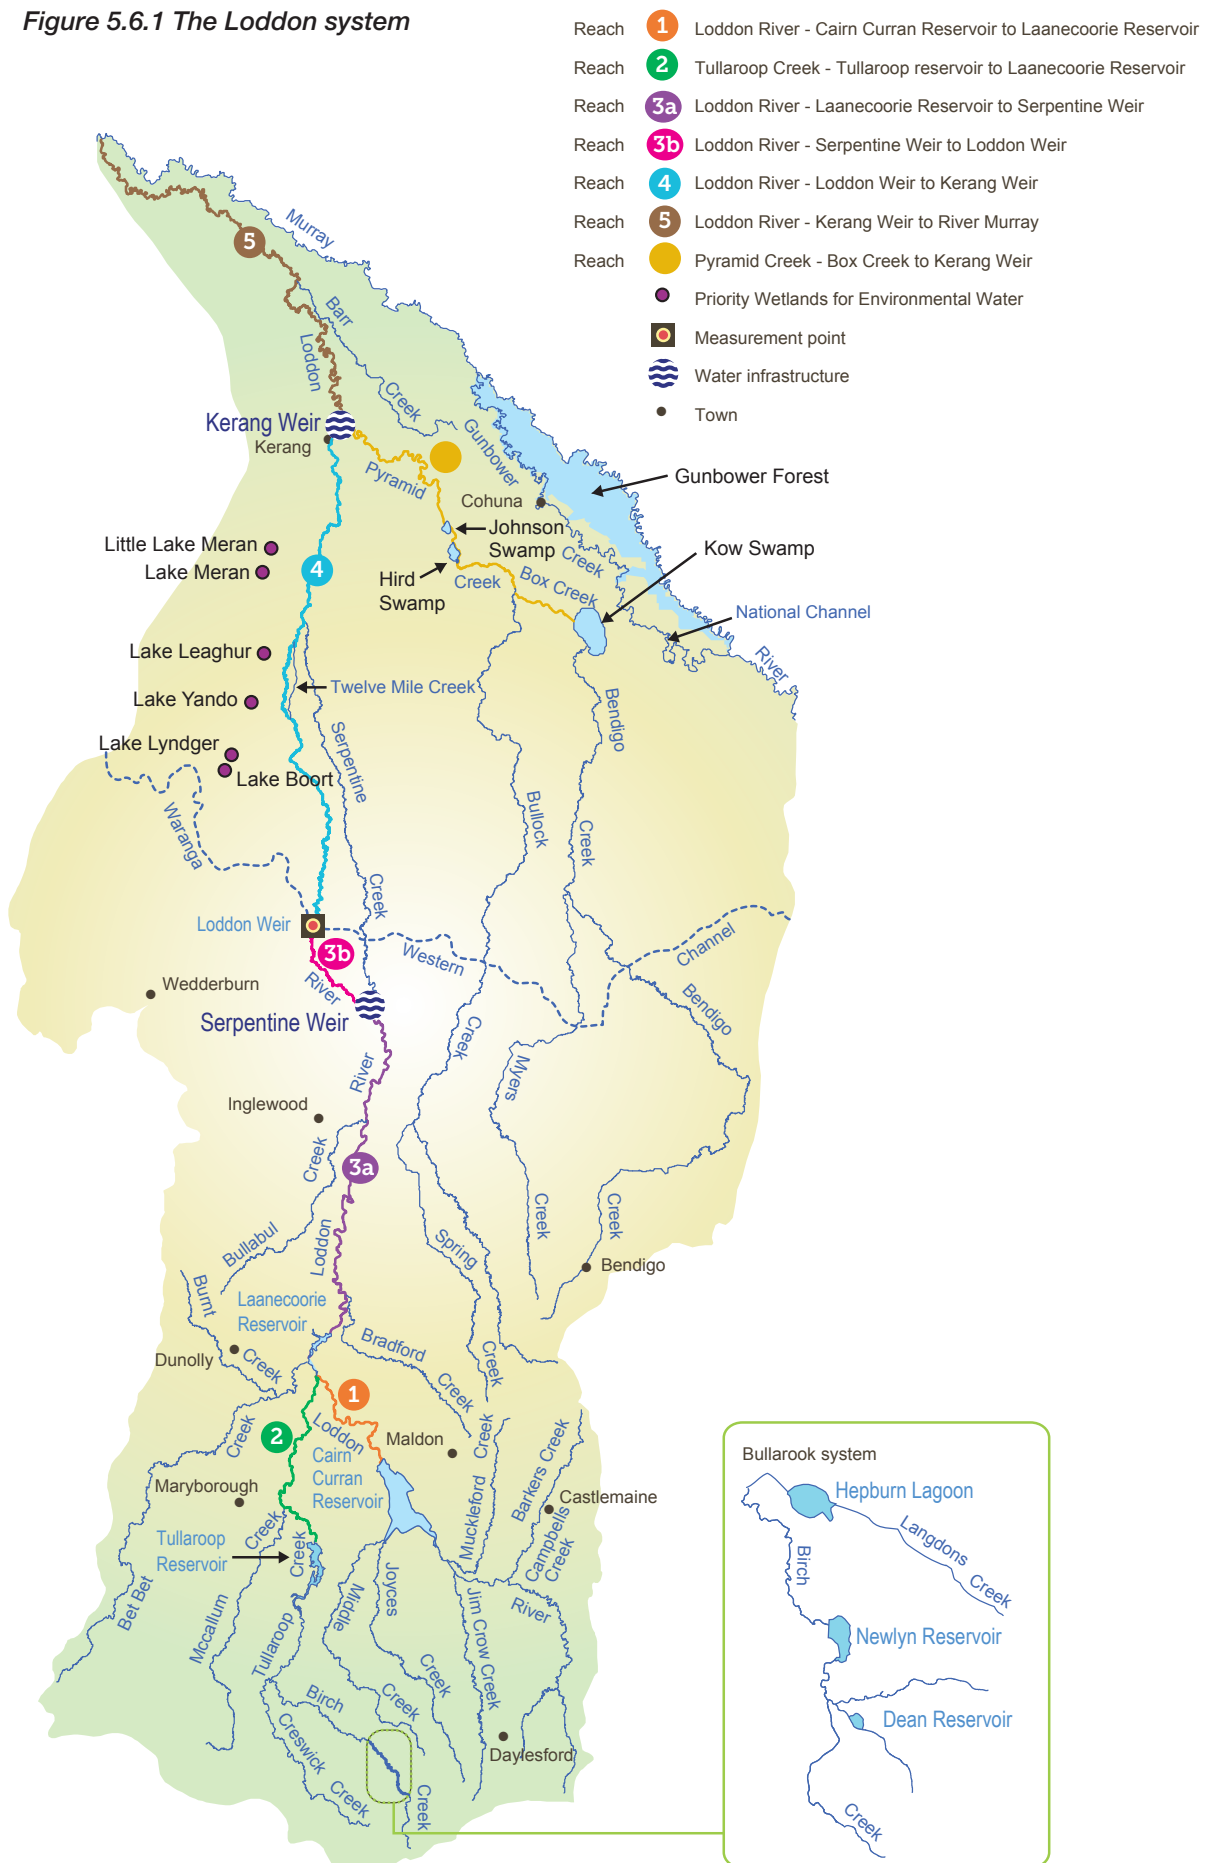 Figure 5.6.1 The Loddon system
Reach 1 Loddon River - Cairn Curran Reservoir to Laanecoorie Reservoir
Reach 2 Tullaroop Creek - Tullaroop reservoir to Laanecoorie Reservoir
Reach 3a Loddon River - Laanecoorie Reservoir to Serpentine Weir
Reach 3b Loddon River - Serpentine Weir to Loddon Weir
Reach 4 Loddon River - Loddon Weir to Kerang Weir
Reach 5 Loddon River - Kerang Weir to River Murray
Reach Pyramid Creek - Box Creek to Kerang Weir
Priority Wetlands for Environmental Water
Measurement point
Water infrastructure
Town
Murray
5
Barr
Loddon
Creek
Kerang Weir
Kerang
Gunbower
Pyramid
Gunbower Forest
Cohuna
Johnson
Swamp
Little Lake Meran
Lake Meran
4
Kow Swamp
Creek
Hird
Swamp
Creek
Box Creek
National Channel
Lake Leaghur
River
Twelve Mile Creek
Lake Yando
Bendigo
Serpentine
Lake Lyndger
Lake Boort
Waranga
Bullock
Creek
Creek
Loddon Weir
3b
Western
Channel
Wedderburn
River
Bendigo
Serpentine Weir
Creek
River
Myers
Inglewood
Creek
3a
Creek
Creek
Bullabul
Loddon
Spring
Bendigo
Burnt
Laanecoorie
Reservoir
Bradford
Dunolly
Creek
Creek
Creek
1
Loddon
2
Creek
Maldon
Creek
Cairn
Curran
Reservoir
Maryborough
Muckleford
Barkers Creek
Castlemaine
Campbells
Creek
Creek
Tullaroop
Reservoir
Creek
Joyces
Middle
Bet Bet
Mccallum
Tullaroop
Jim Crow Creek
River
Birch
Creek
Creek
Creswick
Creek
Daylesford
Creek
Bullarook system
Hepburn Lagoon
Langdons
Creek
Birch
Newlyn Reservoir
Dean Reservoir
Creek